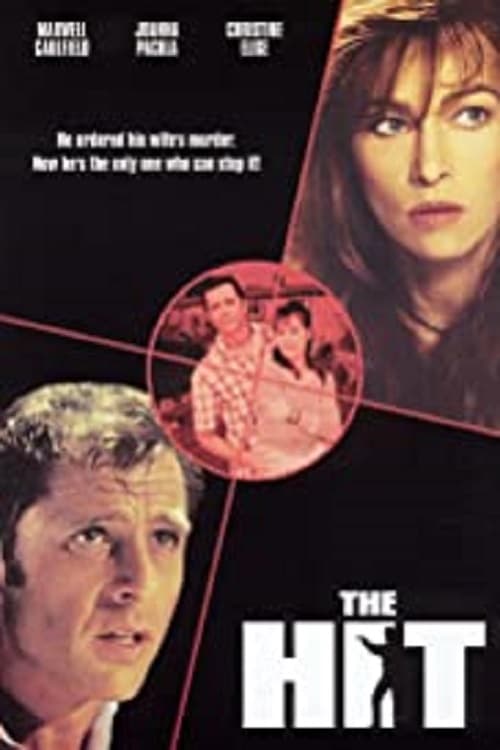 MAXWELL CAULFIELD
JOANNA PACULA
CHRISTINE ELISE
He ordered his wife's murder.
Now he's the only one who can stop it!
THE
HIT